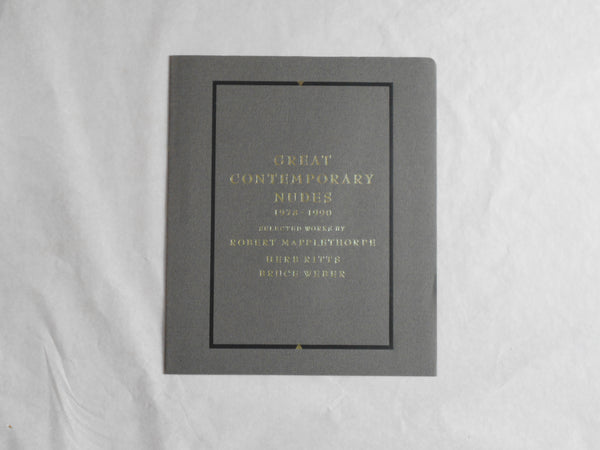 GREAT
CONTEMPORARY
NUDES
1978-1990
SELECTED WORKS BY
ROBERT MAPPLETHORPE
HERB RITTS
BRUCE WEBER